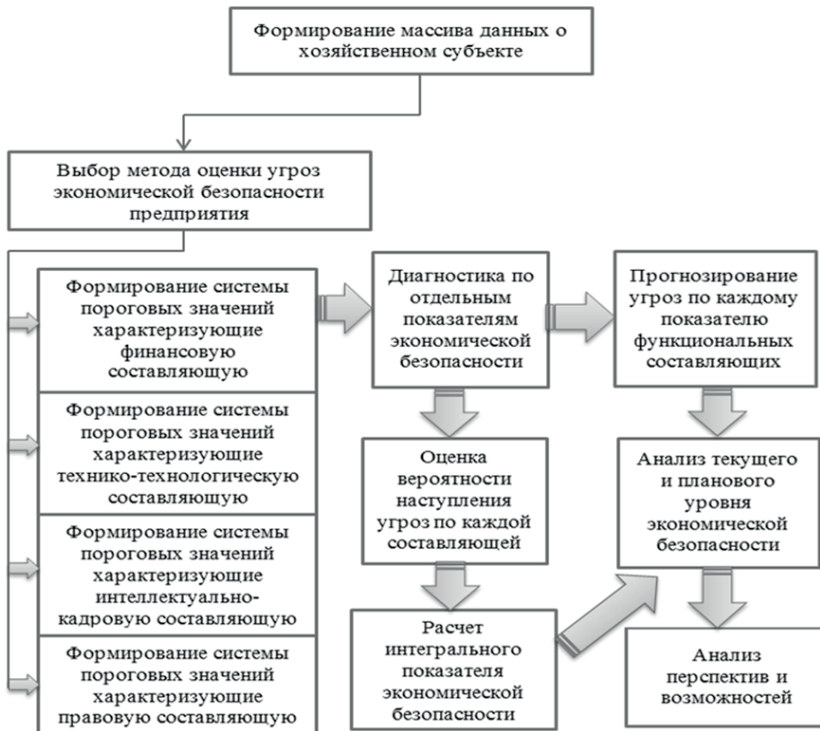 Формирование массива данных о
хозяйственном субъекте
Выбор метода оценки угроз
экономической безопасности
предприятия
Формирование системы
пороговых значений
характеризующие
финансовую
составляющую
Формирование системы
пороговых значений
характеризующие
технико-технологическую
составляющую
Формирование системы
пороговых значений
характеризующие
интеллектуально-
кадровую составляющую
Формирование системы
пороговых значений
характеризующие
правовую составляющую
Диагностика по
отдельным
показателям
экономической
безопасности
Оценка
вероятности
наступления
угроз по каждой
составляющей
Расчет
интегрального
показателя
экономической
безопасности
Прогнозирование
угроз по каждому
показателю
функциональных
составляющих
Анализ текущего
и планового
уровня
экономической
безопасности
Анализ
перспектив и
возможностей